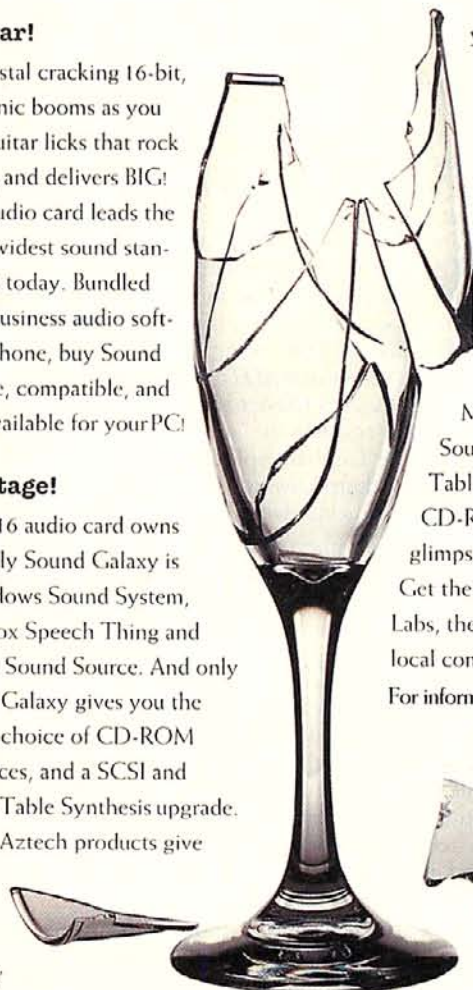 ar!
stal cracking 16-bit,
nic booms as you
uitar licks that rock
and delivers BIG!
udio card leads the
widest sound stan-
today. Bundled
usiness audio soft-
phone, buy Sound
e, compatible, and
vailable for your PC!
tage!
16 audio card owns
ly Sound Galaxy is
dows Sound System,
ox Speech Thing and
Sound Source. And only
Galaxy gives you the
choice of CD-ROM
ces, and a SCSI and
Table Synthesis upgrade.
Aztech products give
M
Sou
Tabl
CD-R
glimps
Get the
Labs, the
local con
For inform